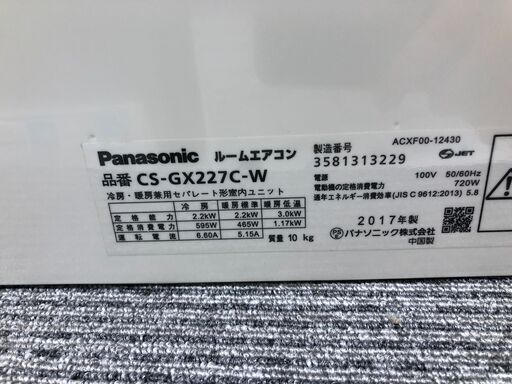 ACXF00-12430
Panasonic ルームエアコン
製造番号
3581313229
JET
品番 CS-GX227C-W
冷房・暖房兼用セパレート形室内ユニット
電源 100V 50/60Hz
電動機の定格消費電力 720W
通年エネルギー消費効率(JIS C 9612:2013) 5.8
冷房 暖房標準 暖房低温
定格能力 2.2kW 2.2kW 3.0kW
定格消費電力 595W 465W 1.17kW
運転電流 6.60A 5.15A
質量 10 kg
2017年製
PS E パナソニック株式会社
中国製